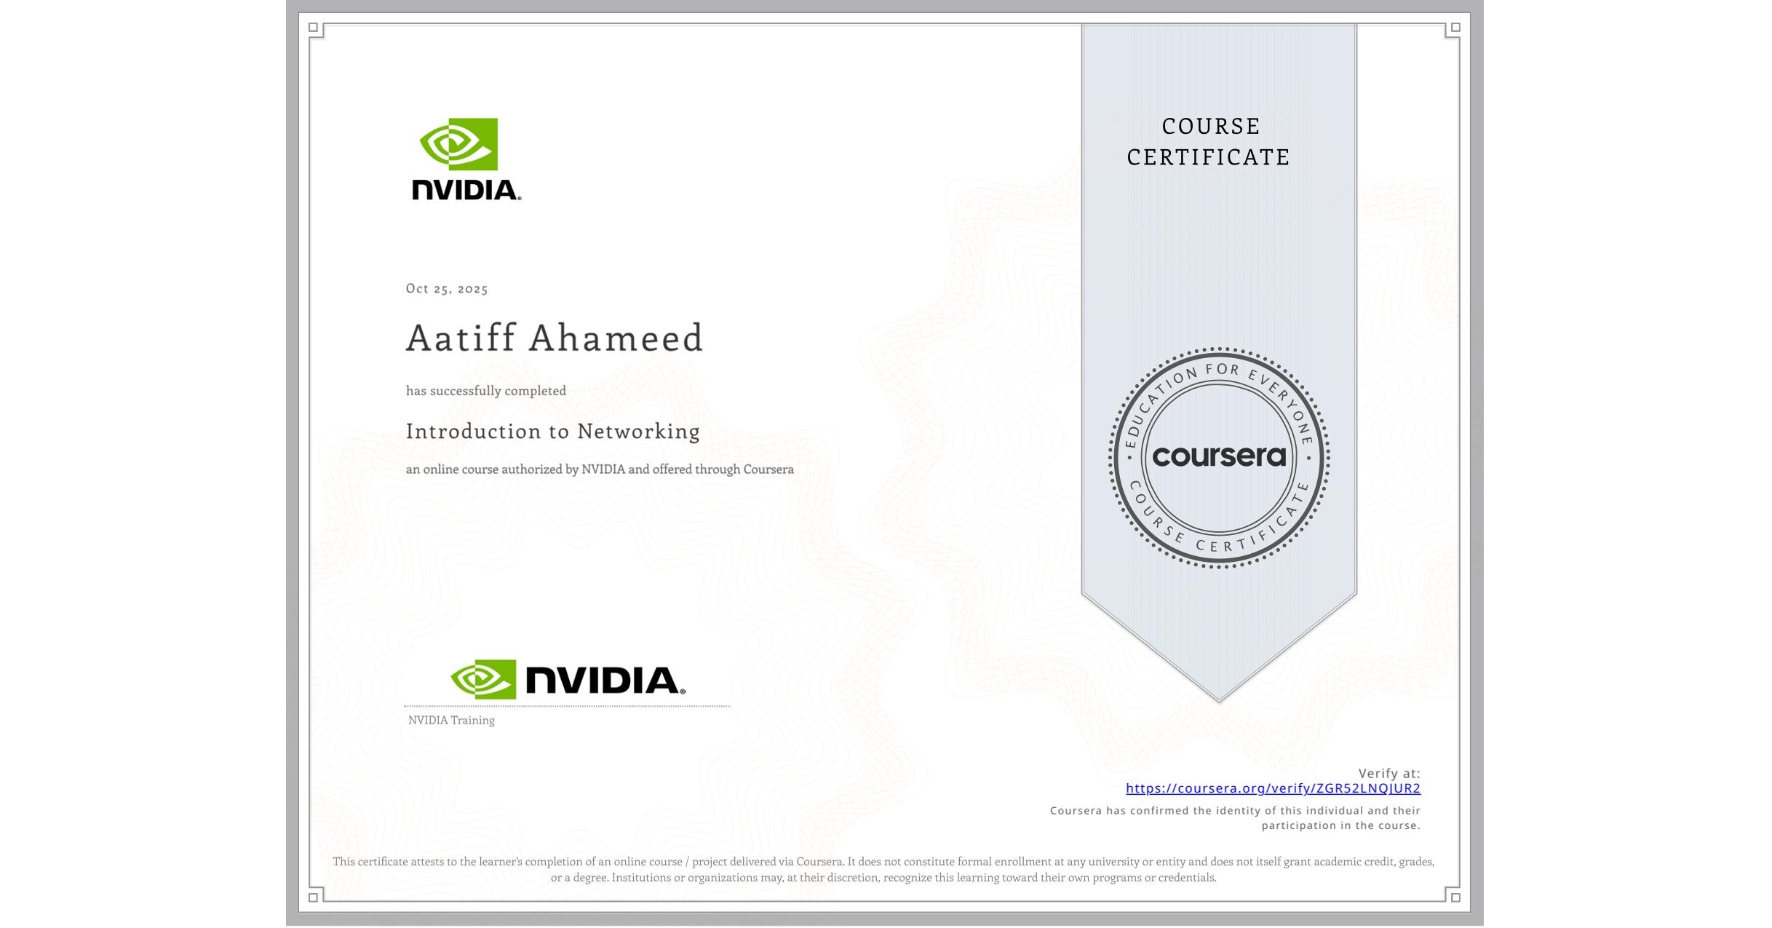 NVIDIA.
COURSE
CERTIFICATE
Oct 25, 2025
Aatiff Ahameed
has successfully completed
Introduction to Networking
an online course authorized by NVIDIA and offered through Coursera
EDUCATION FOR EVERYONE
coursera
COURSE CERTIFICATE
NVIDIA.
NVIDIA Training
Verify at:
https://coursera.org/verify/ZGR52LNQJUR2
Coursera has confirmed the identity of this individual and their
participation in the course.
This certificate attests to the learner's completion of an online course / project delivered via Coursera. It does not constitute formal enrollment at any university or entity and does not itself grant academic credit, grades,
or a degree. Institutions or organizations may, at their discretion, recognize this learning toward their own programs or credentials.